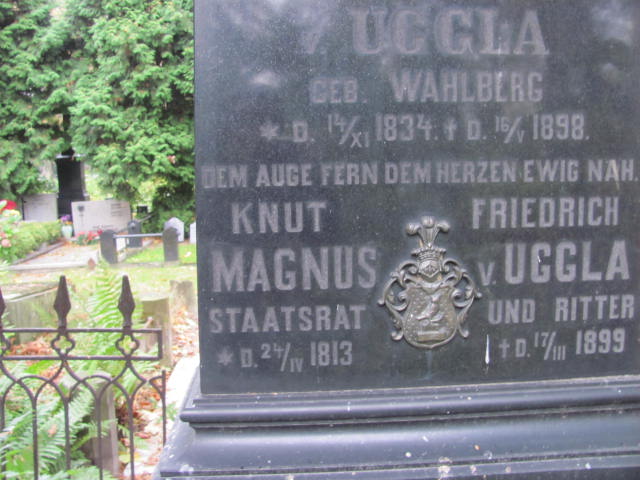 v. UGGLA
GEB. WAHLBERG
* D. 14/XI 1834. † D. 16/V 1898.
DEM AUGE FERN DEM HERZEN EWIG NAH.
KNUT FRIEDRICH
MAGNUS v. UGGLA
STAATSRAT UND RITTER
* D. 24/IV 1813 † D. 17/III 1899